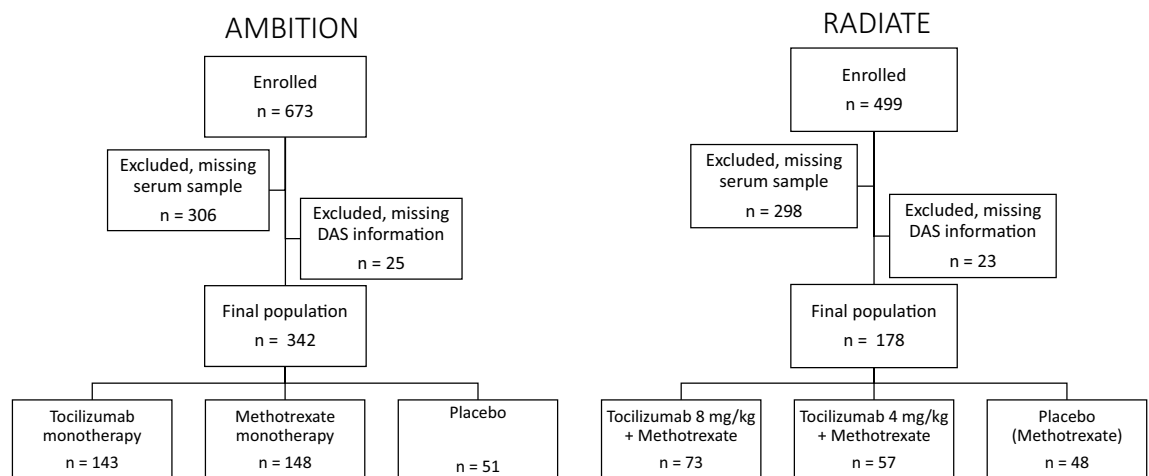 AMBITION
Enrolled
n = 673
Excluded, missing
serum sample
n = 306
Excluded, missing
DAS information
n = 25
Final population
n = 342
Tocilizumab
monotherapy
n = 143
Methotrexate
monotherapy
n = 148
Placebo
n = 51
RADIATE
Enrolled
n = 499
Excluded, missing
serum sample
n = 298
Excluded, missing
DAS information
n = 23
Final population
n = 178
Tocilizumab 8 mg/kg
+ Methotrexate
n = 73
Tocilizumab 4 mg/kg
+ Methotrexate
n = 57
Placebo
(Methotrexate)
n = 48